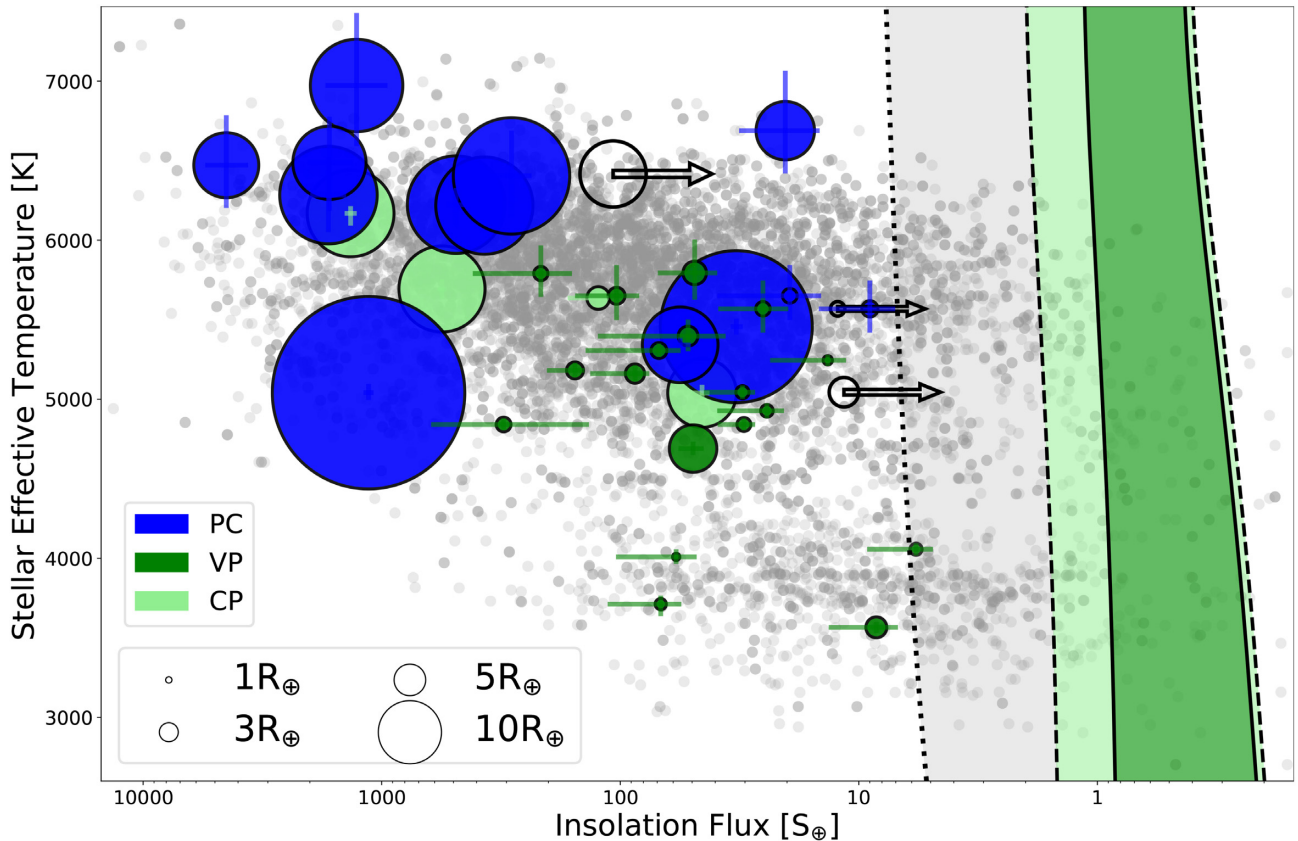 Stellar Effective Temperature [K]
7000
6000
5000
4000
3000
PC
VP
CP
1R⊕ 5R⊕
3R⊕ 10R⊕
10000 1000 100 10 1
Insolation Flux [S⊕]